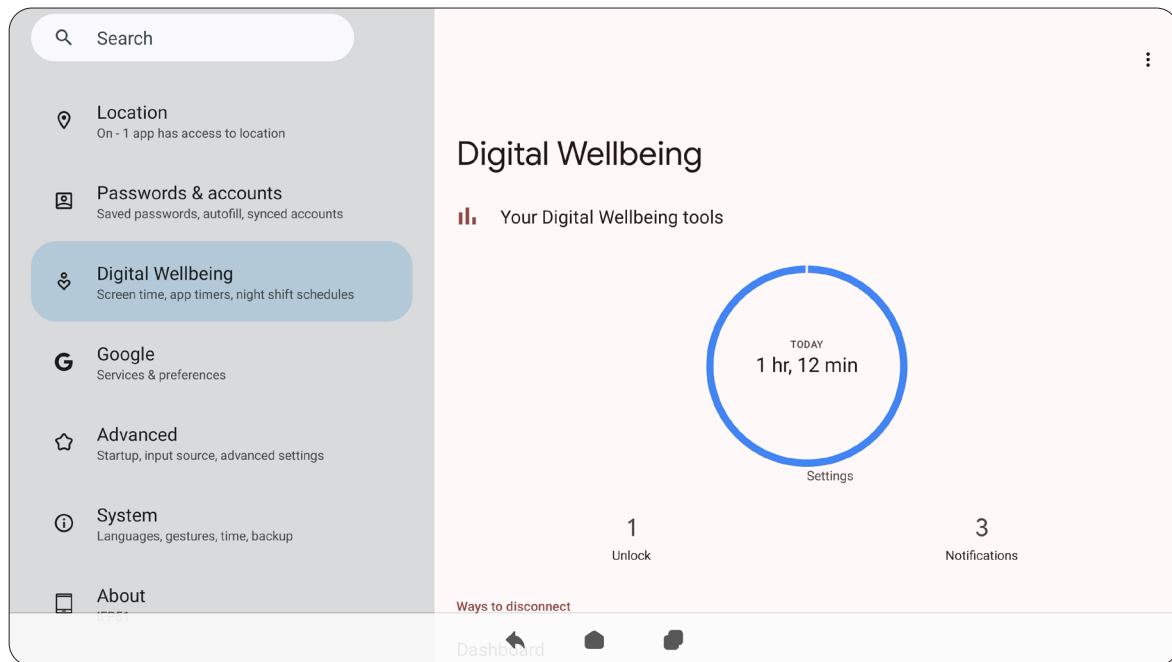 Search
Location
On - 1 app has access to location
Passwords & accounts
Saved passwords, autofill, synced accounts
Digital Wellbeing
Screen time, app timers, night shift schedules
Google
Services & preferences
Advanced
Startup, input source, advanced settings
System
Languages, gestures, time, backup
About
Digital Wellbeing
Your Digital Wellbeing tools
TODAY
1 hr, 12 min
Settings
1
Unlock
3
Notifications
Ways to disconnect
Dashboard